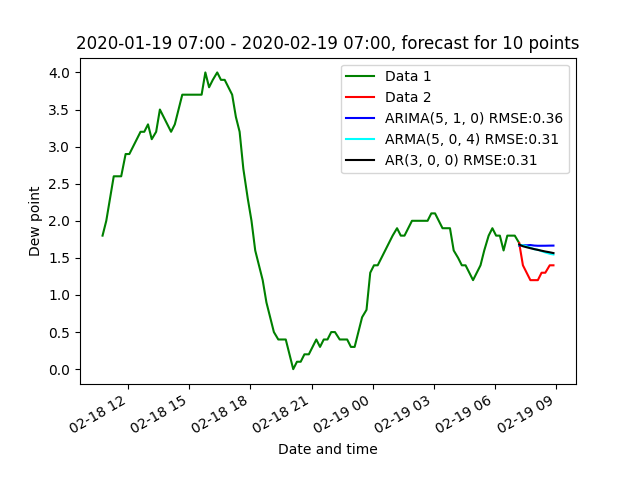 2020-01-19 07:00 - 2020-02-19 07:00, forecast for 10 points
Data 1
Data 2
ARIMA(5, 1, 0) RMSE:0.36
ARMA(5, 0, 4) RMSE:0.31
AR(3, 0, 0) RMSE:0.31
Dew point
4.0
3.5
3.0
2.5
2.0
1.5
1.0
0.5
0.0
02-18 12
02-18 15
02-18 18
02-18 21
02-19 00
02-19 03
02-19 06
02-19 09
Date and time